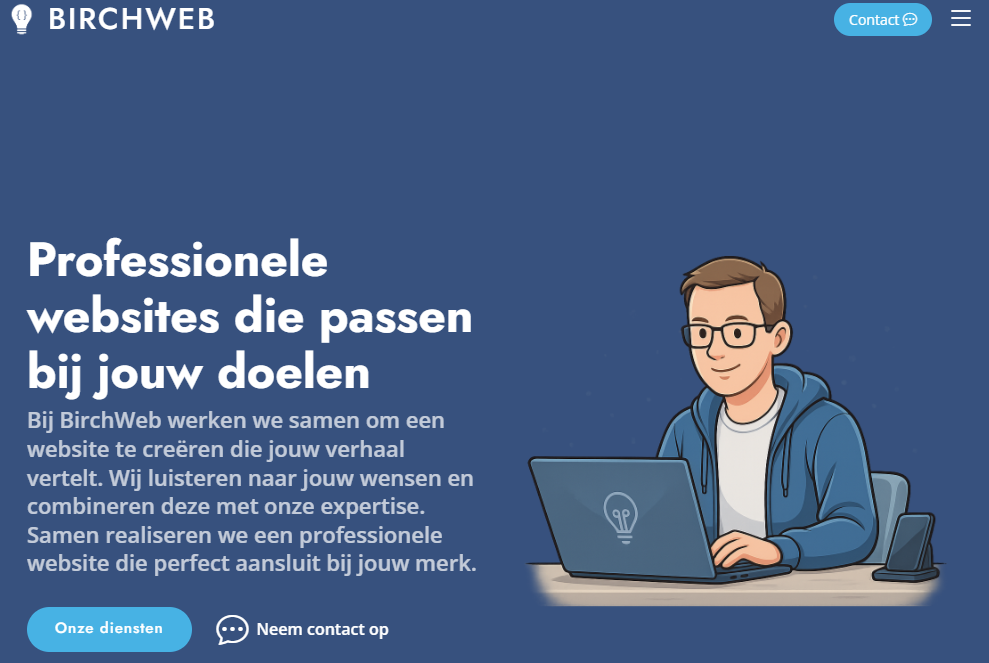 BIRCHWEB
Contact
Professionele
websites die passen
bij jouw doelen
Bij BirchWeb werken we samen om een
website te creëren die jouw verhaal
vertelt. Wij luisteren naar jouw wensen en
combineren deze met onze expertise.
Samen realiseren we een professionele
website die perfect aansluit bij jouw merk.
Onze diensten
Neem contact op